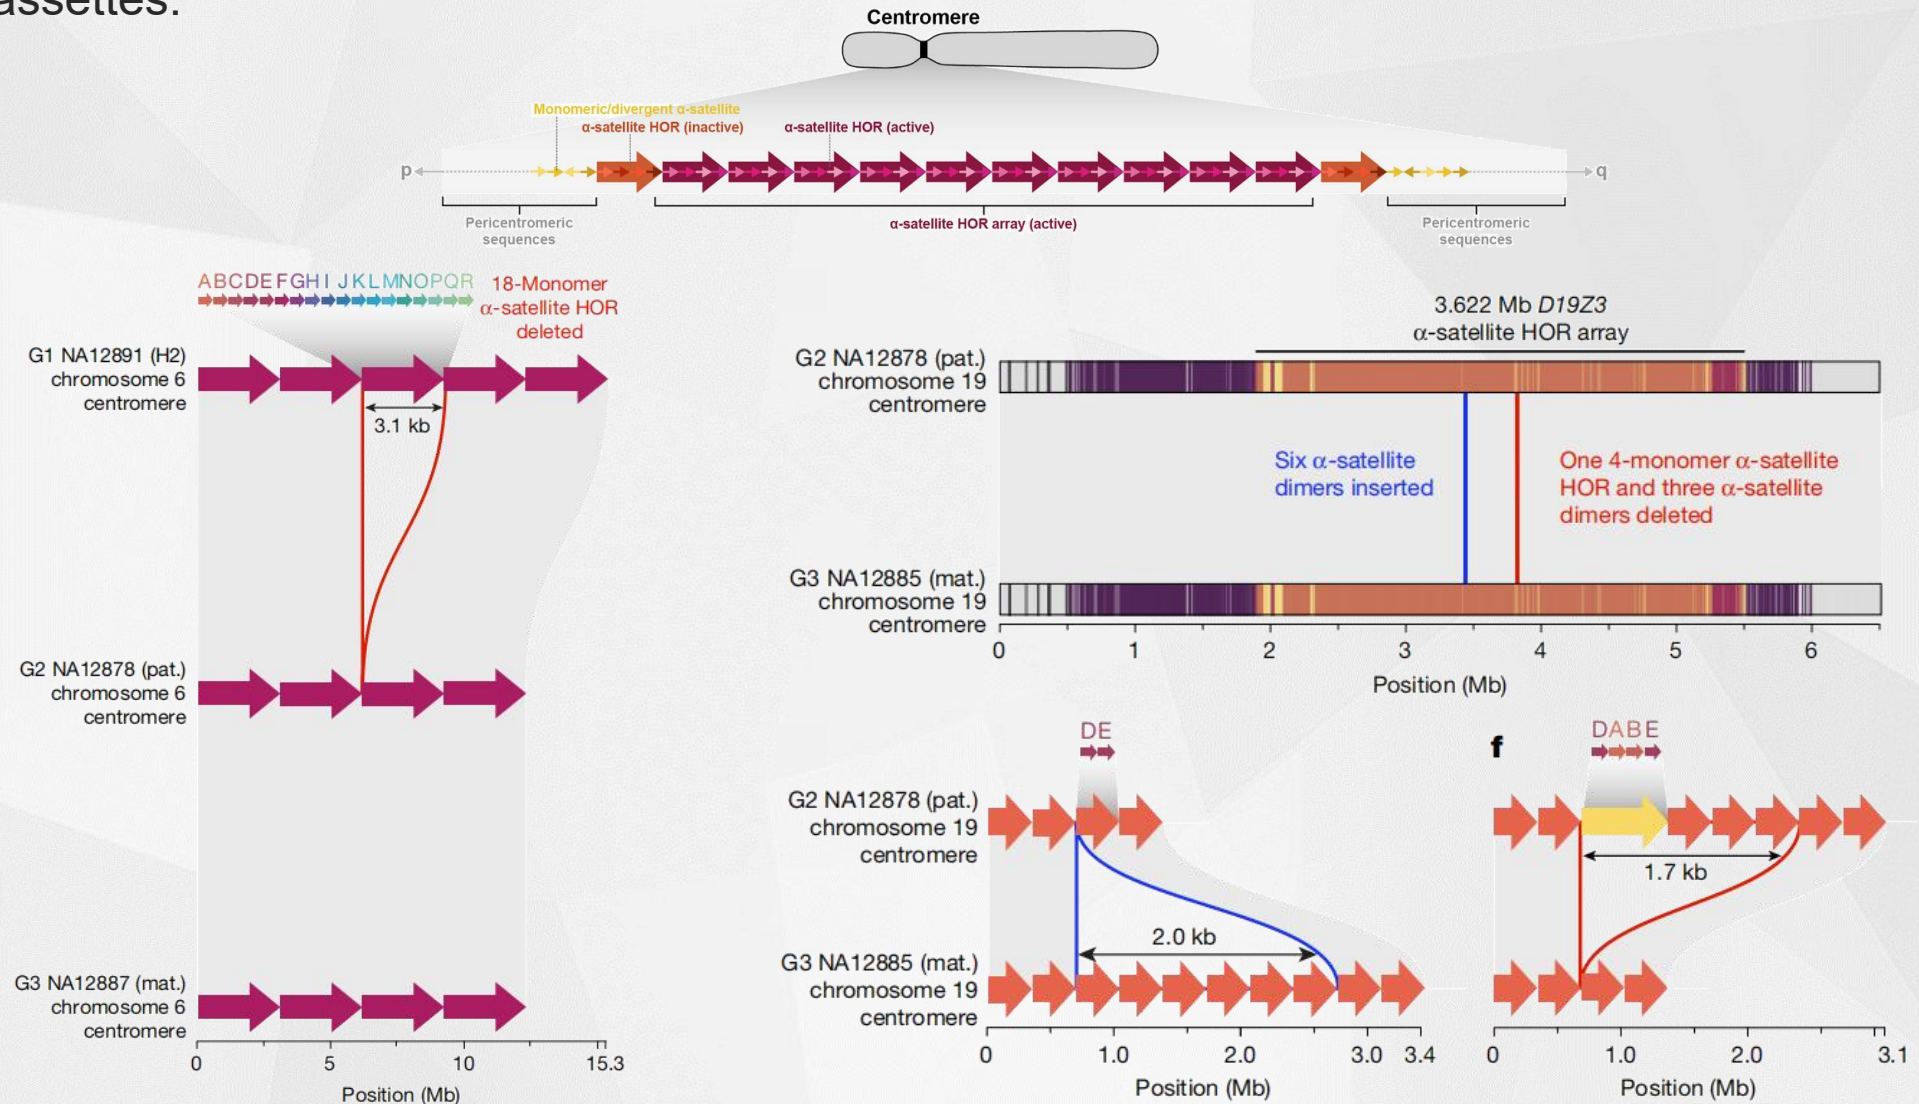 assettes.
Centromere
Monomeric/divergent α-satellite
α-satellite HOR (inactive)
α-satellite HOR (active)
p
q
Pericentromeric
sequences
α-satellite HOR array (active)
Pericentromeric
sequences
ABCDEFGHIJKLMNOPQR
18-Monomer
α-satellite HOR
deleted
G1 NA12891 (H2)
chromosome 6
centromere
3.1 kb
G2 NA12878 (pat.)
chromosome 6
centromere
G3 NA12887 (mat.)
chromosome 6
centromere
0 5 10 15.3
Position (Mb)
3.622 Mb D19Z3
α-satellite HOR array
G2 NA12878 (pat.)
chromosome 19
centromere
Six α-satellite
dimers inserted
One 4-monomer α-satellite
HOR and three α-satellite
dimers deleted
G3 NA12885 (mat.)
chromosome 19
centromere
0 1 2 3 4 5 6
Position (Mb)
DE
G2 NA12878 (pat.)
chromosome 19
centromere
2.0 kb
G3 NA12885 (mat.)
chromosome 19
centromere
0 1.0 2.0 3.0 3.4
Position (Mb)
f
DABE
1.7 kb
0 1.0 2.0 3.1
Position (Mb)